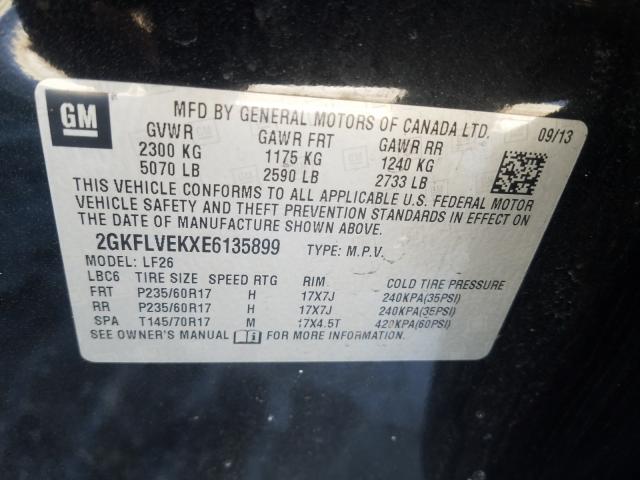 GM
MFD BY GENERAL MOTORS OF CANADA LTD.
GVWR GAWR FRT GAWR RR 09/13
2300 KG 1175 KG 1240 KG
5070 LB 2590 LB 2733 LB
THIS VEHICLE CONFORMS TO ALL APPLICABLE U.S. FEDERAL MOTOR
VEHICLE SAFETY AND THEFT PREVENTION STANDARDS IN EFFECT ON
THE DATE OF MANUFACTURE SHOWN ABOVE.
2GKFLVEKXE6135899 TYPE: M.P.V.
MODEL: LF26
LBC6 TIRE SIZE SPEED RTG RIM COLD TIRE PRESSURE
FRT P235/60R17 H 17X7J 240KPA(35PSI)
RR P235/60R17 H 17X7J 240KPA(35PSI)
SPA T145/70R17 M 17X4.5T 420KPA(60PSI)
SEE OWNER'S MANUAL FOR MORE INFORMATION.